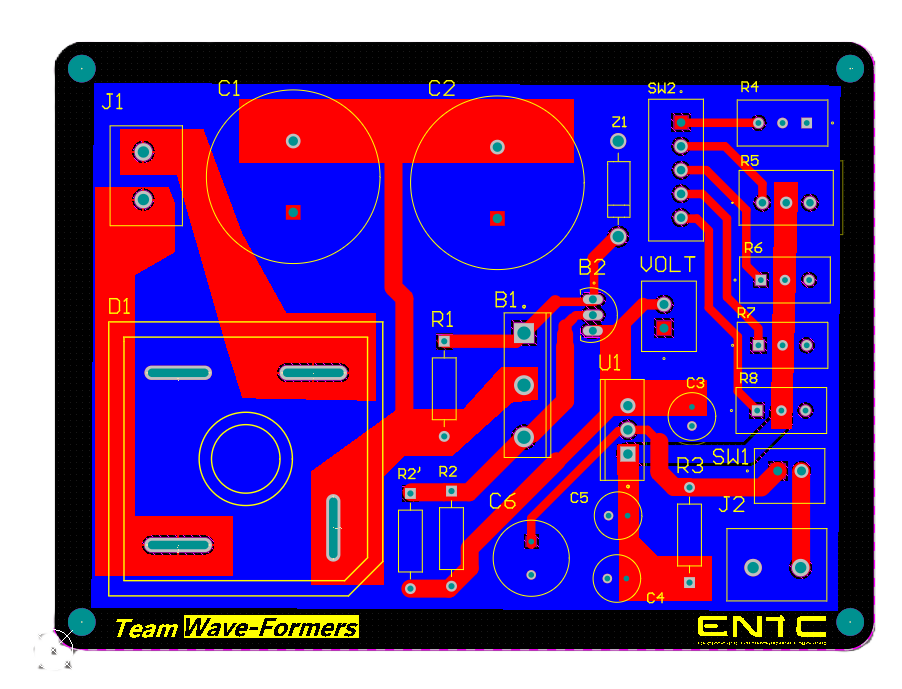 C1
C2
SW2.
R4
J1
Z1
R5
R6
B2
VOLT
D1
B1.
R1
R7
U1
C3
R8
SW1
R3
R2'
R2
C6
C5
J2
C4
Team Wave-Formers
ENTC